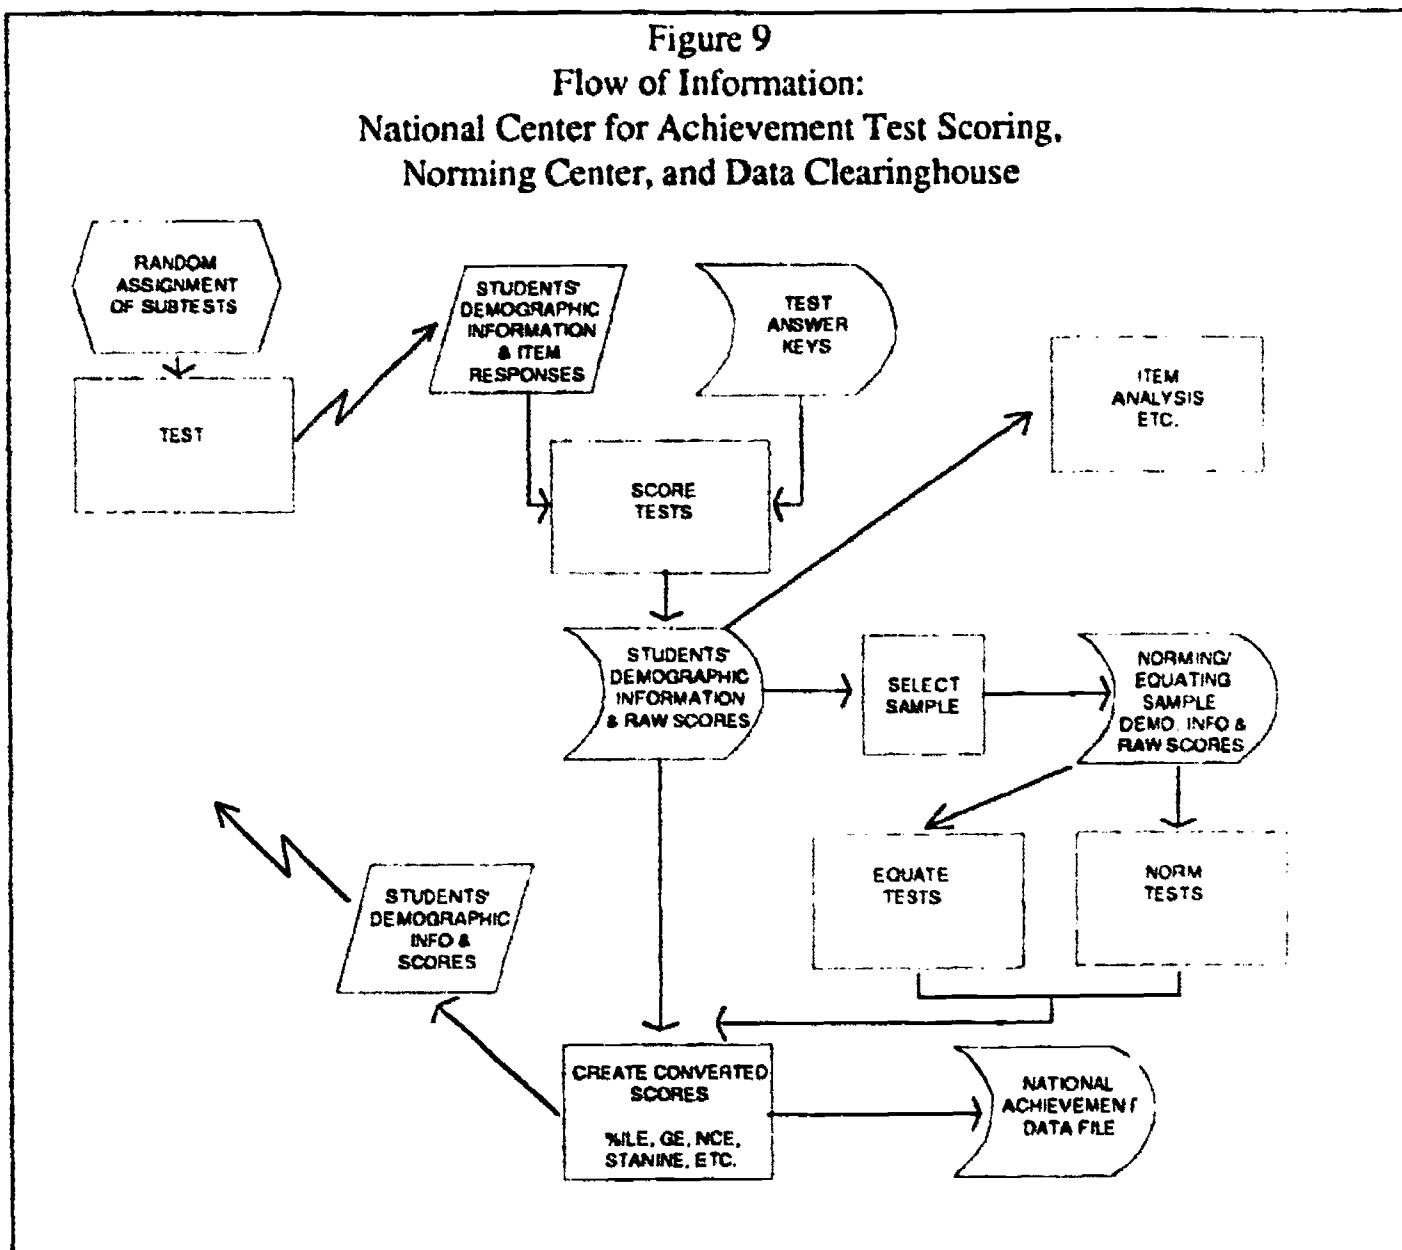 Figure 9
Flow of Information:
National Center for Achievement Test Scoring,
Norming Center, and Data Clearinghouse
RANDOM
ASSIGNMENT
OF SUBTESTS
TEST
STUDENTS'
DEMOGRAPHIC
INFORMATION
& ITEM
RESPONSES
TEST
ANSWER
KEYS
ITEM
ANALYSIS
ETC.
SCORE
TESTS
STUDENTS'
DEMOGRAPHIC
INFORMATION
& RAW SCORES
SELECT
SAMPLE
NORMING/
EQUATING
SAMPLE
DEMO. INFO &
RAW SCORES
EQUATE
TESTS
NORM
TESTS
STUDENTS'
DEMOGRAPHIC
INFO &
SCORES
CREATE CONVERTED
SCORES
%ILE, GE, NCE,
STANINE, ETC.
NATIONAL
ACHIEVEMENT
DATA FILE